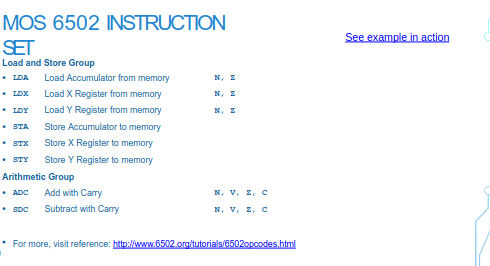 MOS 6502 INSTRUCTION
SET
See example in action
Load and Store Group
• LDA Load Accumulator from memory N, Z
• LDX Load X Register from memory N, Z
• LDY Load Y Register from memory N, Z
• STA Store Accumulator to memory
• STX Store X Register to memory
• STY Store Y Register to memory
Arithmetic Group
• ADC Add with Carry N, V, Z, C
• SDC Subtract with Carry N, V, Z, C
• For more, visit reference: http://www.6502.org/tutorials/6502opcodes.html